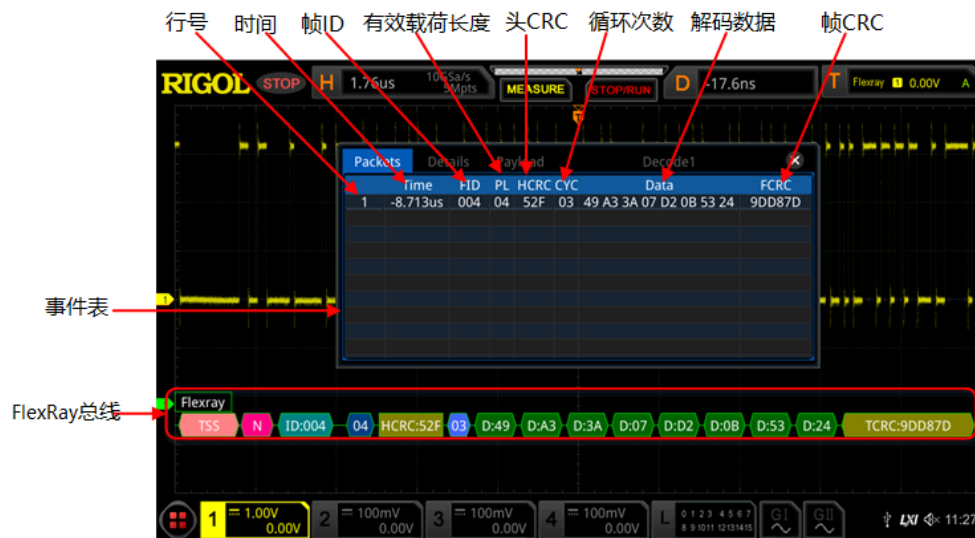 行号 时间 帧ID 有效载荷长度 头CRC 循环次数 解码数据 帧CRC
RIGOL STOP H 1.76us 10GSa/s 5Mpts MEASURE STOP/RUN D -17.6ns T Flexray 1 0.00V A
T
Packets Details Payload Decode1
Time FID PL HCRC CYC Data FCRC
1 -8.713us 004 04 52F 03 49 A3 3A 07 D2 0B 53 24 9DD87D
1
事件表
FlexRay总线
Flexray
TSS N ID:004 04 HCRC:52F 03 D:49 D:A3 D:3A D:07 D:D2 D:0B D:53 D:24 TCRC:9DD87D
1 1.00V 0.00V 2 100mV 0.00V 3 100mV 0.00V 4 100mV 0.00V L 0 1 2 3 4 5 6 7 8 9 10 11 12 13 14 15 GI GII LXI 11:27